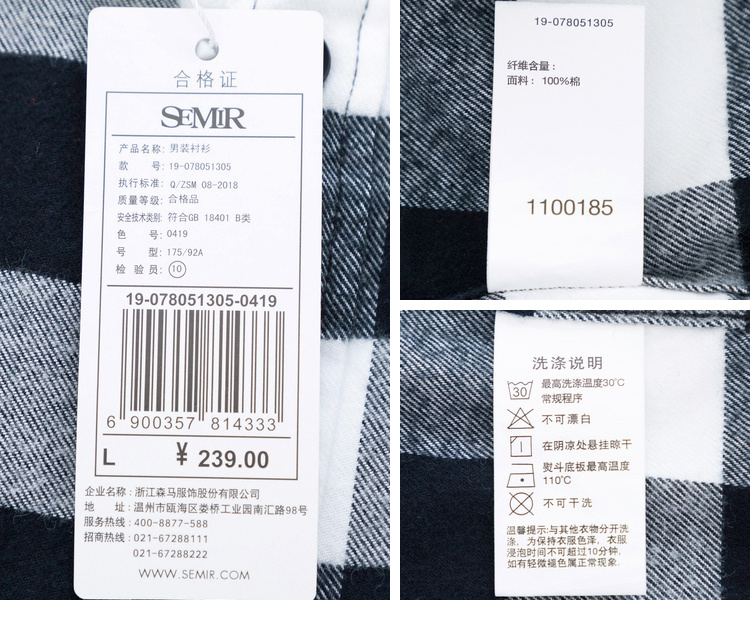 合格证
SEMIR
产品名称: 男装衬衫
款 号: 19-078051305
执行标准: Q/ZSM 08-2018
质量等级: 合格品
安全技术类别: 符合GB 18401 B类
色 号: 0419
号 型: 175/92A
检 验 员: 10
19-078051305-0419
6 900357 814333
L ¥ 239.00
企业名称 : 浙江森马服饰股份有限公司
地 址 : 温州市瓯海区娄桥工业园南汇路98号
服务热线 : 400-8877-588
招商热线 : 021-67288111
021-67288222
WWW.SEMIR.COM
19-078051305
纤维含量 :
面料 : 100%棉
1100185
洗涤说明
30 最高洗涤温度30℃
常规程序
不可漂白
在阴凉处悬挂晾干
熨斗底板最高温度
110℃
不可干洗
温馨提示:与其他衣物分开洗
涤, 为保持衣服色泽, 衣服
浸泡时间不可超过10分钟,
如有轻微褪色属正常现象.